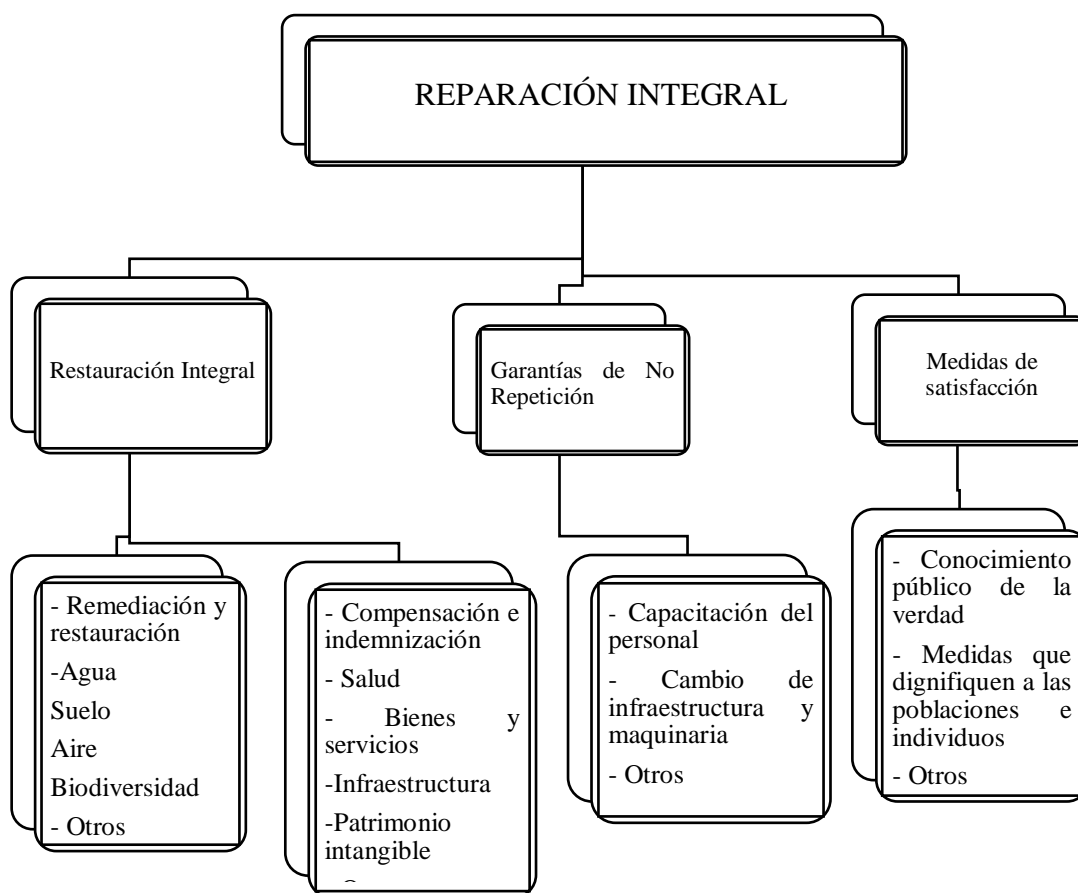 REPARACIÓN INTEGRAL
Restauración Integral
Garantías de No
Repetición
Medidas de
satisfacción
- Remediación y
restauración
-Agua
Suelo
Aire
Biodiversidad
- Otros
- Compensación e
indemnización
- Salud
- Bienes y
servicios
-Infraestructura
-Patrimonio
intangible
- Capacitación del
personal
- Cambio de
infraestructura y
maquinaria
- Otros
- Conocimiento
público de la
verdad
- Medidas que
dignifiquen a las
poblaciones e
individuos
- Otros